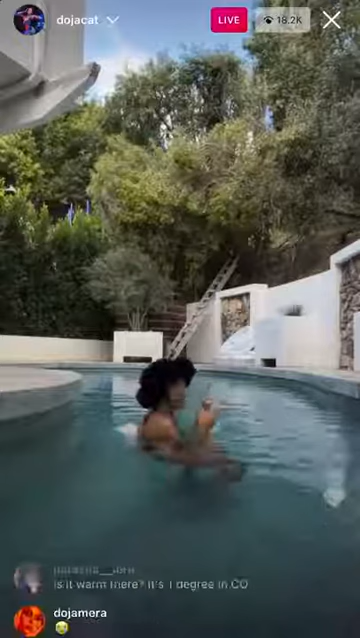 dojacat
LIVE
18.2K
Is it warm there? It's 1 degree in CO
dojamera
😂